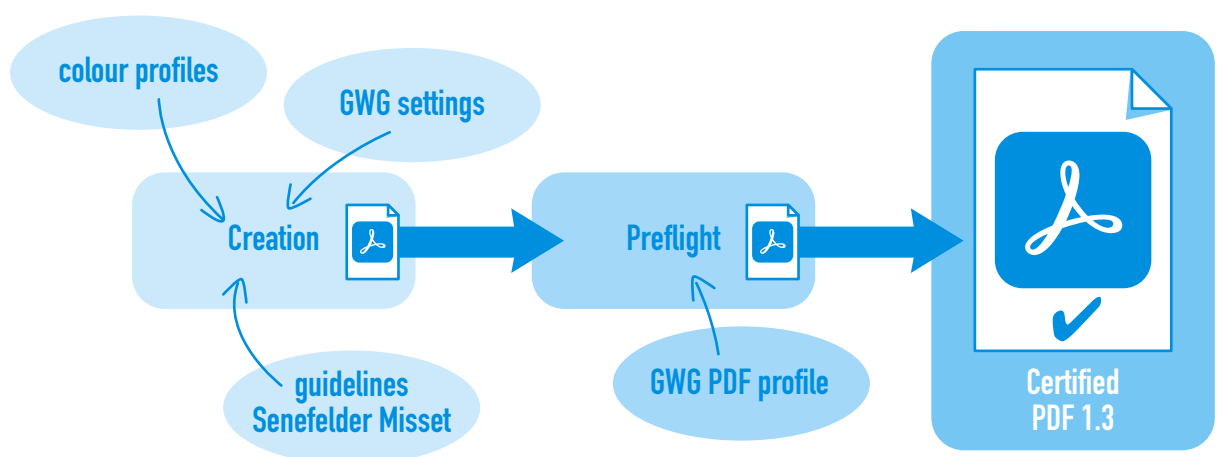 colour profiles
GWG settings
Creation
Preflight
guidelines
Senefelder Misset
GWG PDF profile
Certified
PDF 1.3